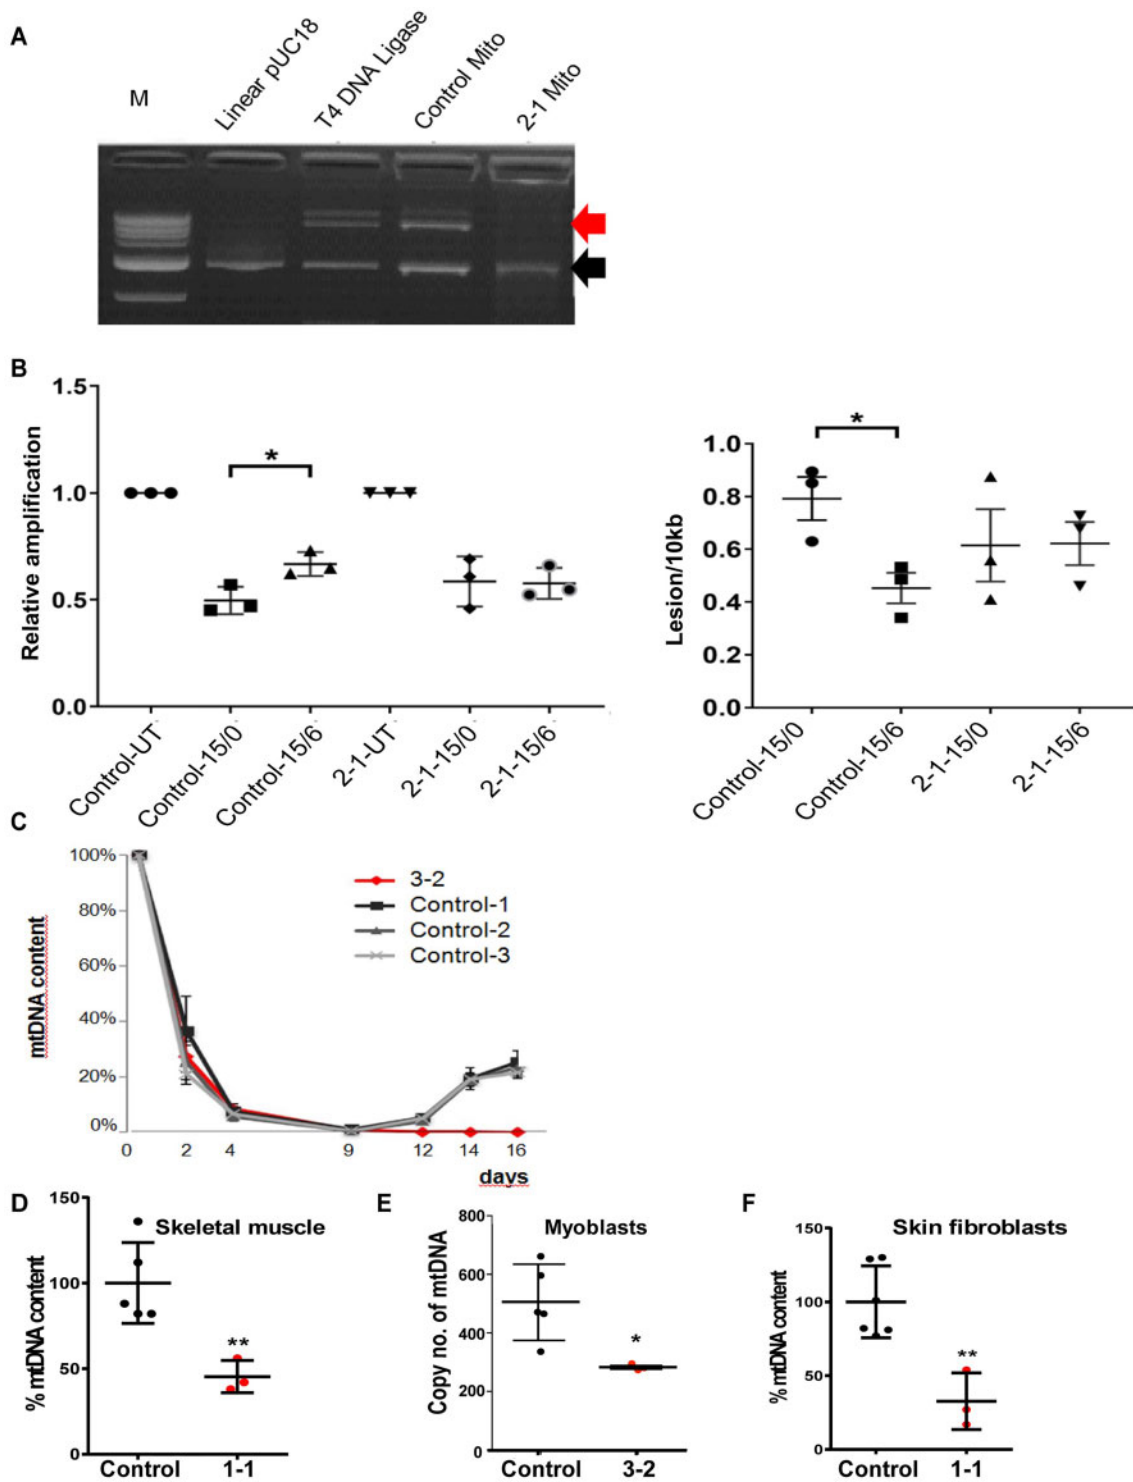 A
M
Linear pUC18
T4 DNA Ligase
Control Mito
2-1 Mito
B
Relative amplification
1.5
1.0
0.5
0.0
Control-UT
Control-15/0
Control-15/6
2-1-UT
2-1-15/0
2-1-15/6
*
Lesion/10kb
1.0
0.8
0.6
0.4
0.2
0.0
Control-15/0
Control-15/6
2-1-15/0
2-1-15/6
*
C
mtDNA content
100%
80%
60%
40%
20%
0%
0 2 4 9 12 14 16
days
3-2
Control-1
Control-2
Control-3
D
Skeletal muscle
% mtDNA content
150
100
50
0
**
Control 1-1
E
Myoblasts
Copy no. of mtDNA
800
600
400
200
0
*
Control 3-2
F
Skin fibroblasts
% mtDNA content
150
100
50
0
**
Control 1-1